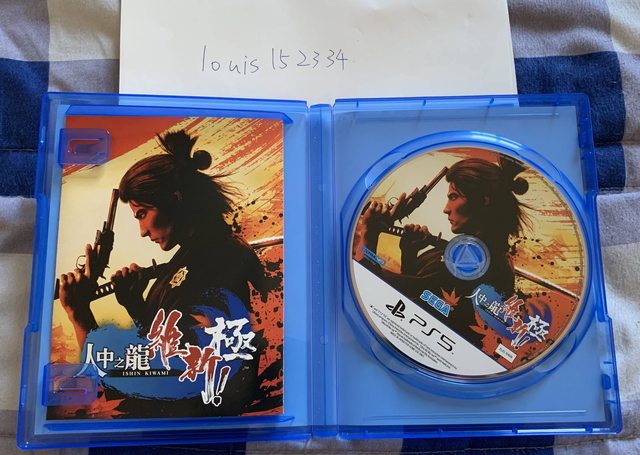 louis152334
人中之龍
維新!
極
ISHIN KIWAMI
SEGA
PS5
人中之龍
維新!
極